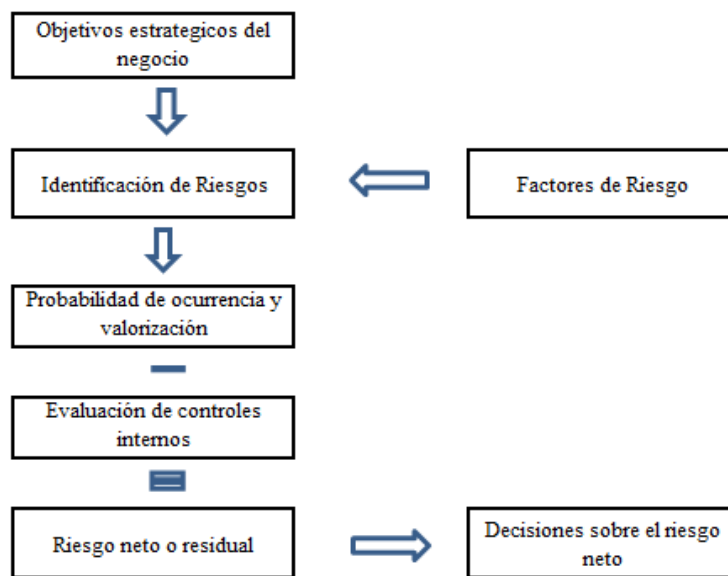 Objetivos estrategicos del
negocio
Identificación de Riesgos
Factores de Riesgo
Probabilidad de ocurrencia y
valorización
Evaluación de controles
internos
Riesgo neto o residual
Decisiones sobre el riesgo
neto